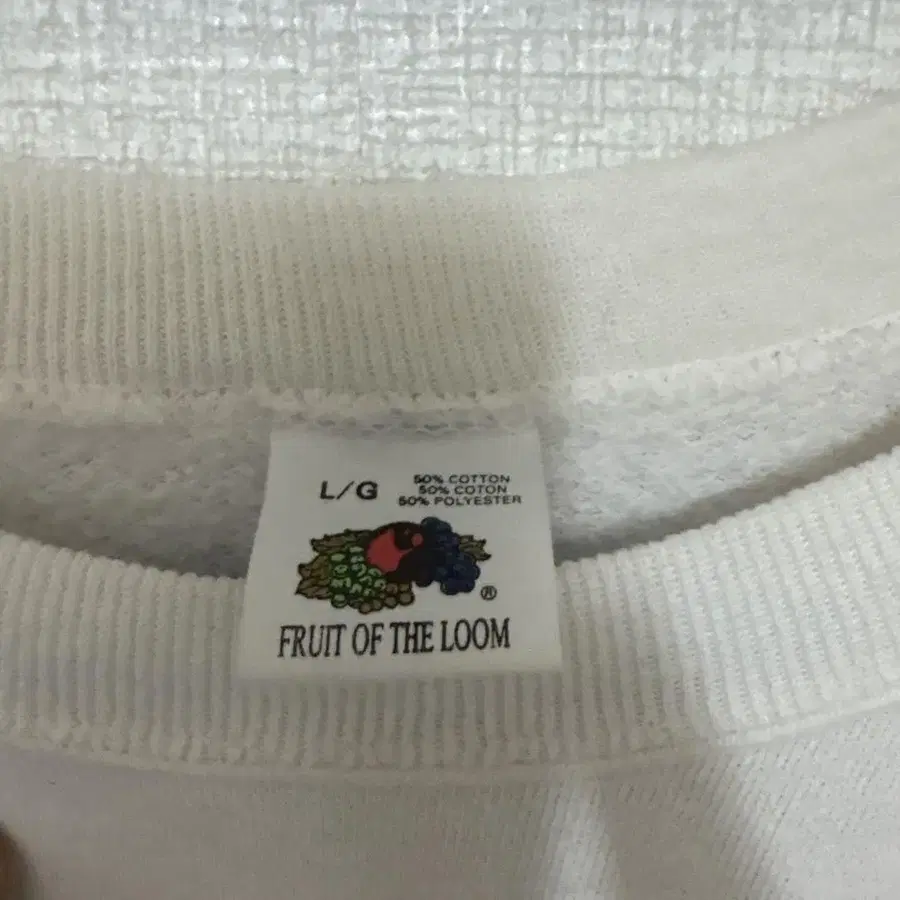 L/G
50% COTTON
50% COTON
50% POLYESTER
®
FRUIT OF THE LOOM